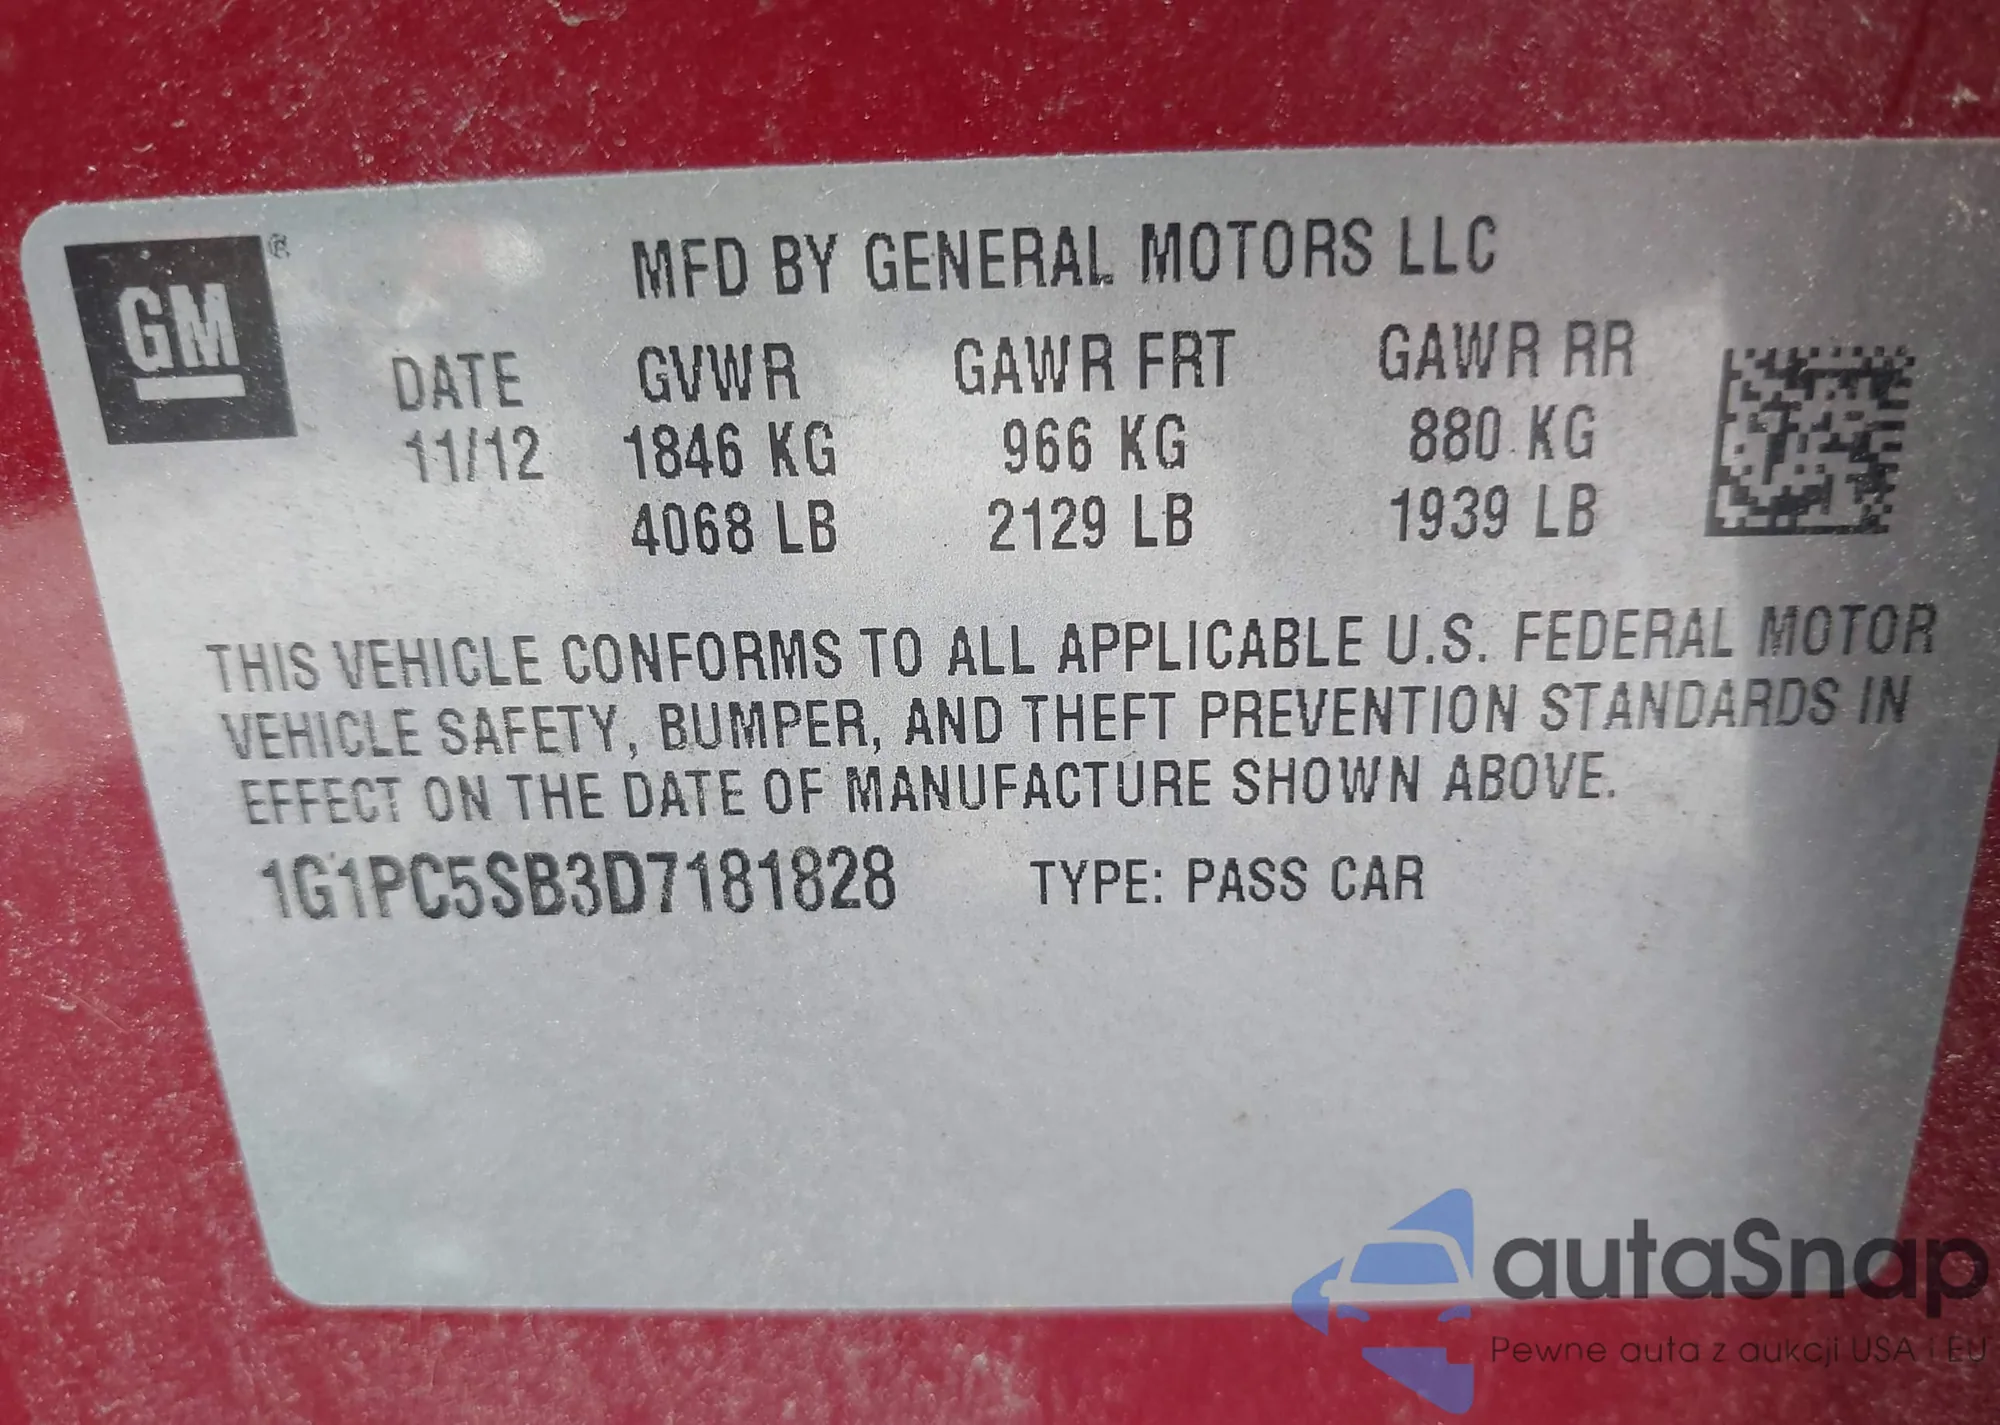 GM ®
MFD BY GENERAL MOTORS LLC
DATE GVWR GAWR FRT GAWR RR
11/12 1846 KG 966 KG 880 KG
4068 LB 2129 LB 1939 LB
THIS VEHICLE CONFORMS TO ALL APPLICABLE U.S. FEDERAL MOTOR
VEHICLE SAFETY, BUMPER, AND THEFT PREVENTION STANDARDS IN
EFFECT ON THE DATE OF MANUFACTURE SHOWN ABOVE.
1G1PC5SB3D7181828 TYPE: PASS CAR
autaSnap
Pewne auta z aukcji USA i EU